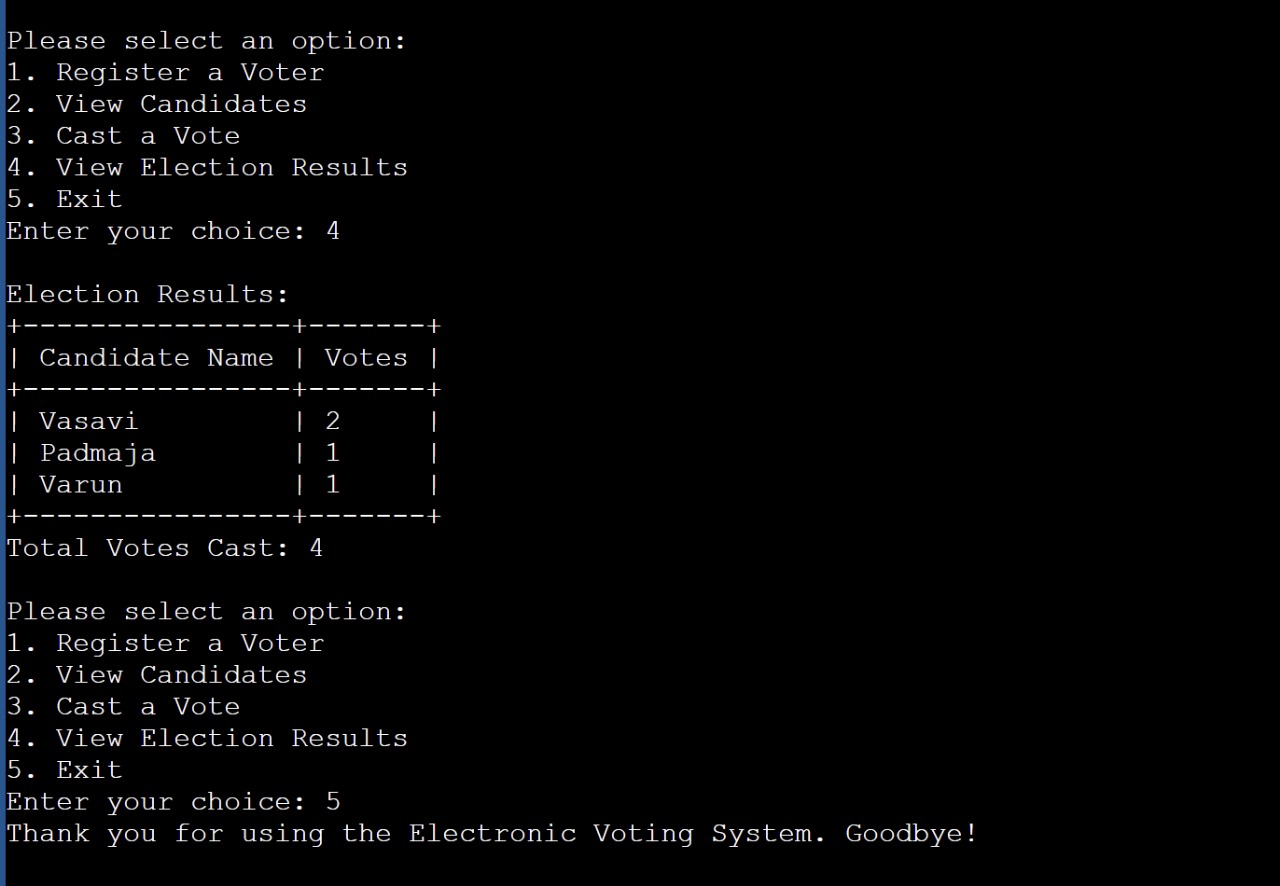 Please select an option:
1. Register a Voter
2. View Candidates
3. Cast a Vote
4. View Election Results
5. Exit
Enter your choice: 4
Election Results:
+----------------+-------+
| Candidate Name | Votes |
+----------------+-------+
| Vasavi         | 2     |
| Padmaja        | 1     |
| Varun          | 1     |
+----------------+-------+
Total Votes Cast: 4
Please select an option:
1. Register a Voter
2. View Candidates
3. Cast a Vote
4. View Election Results
5. Exit
Enter your choice: 5
Thank you for using the Electronic Voting System. Goodbye!